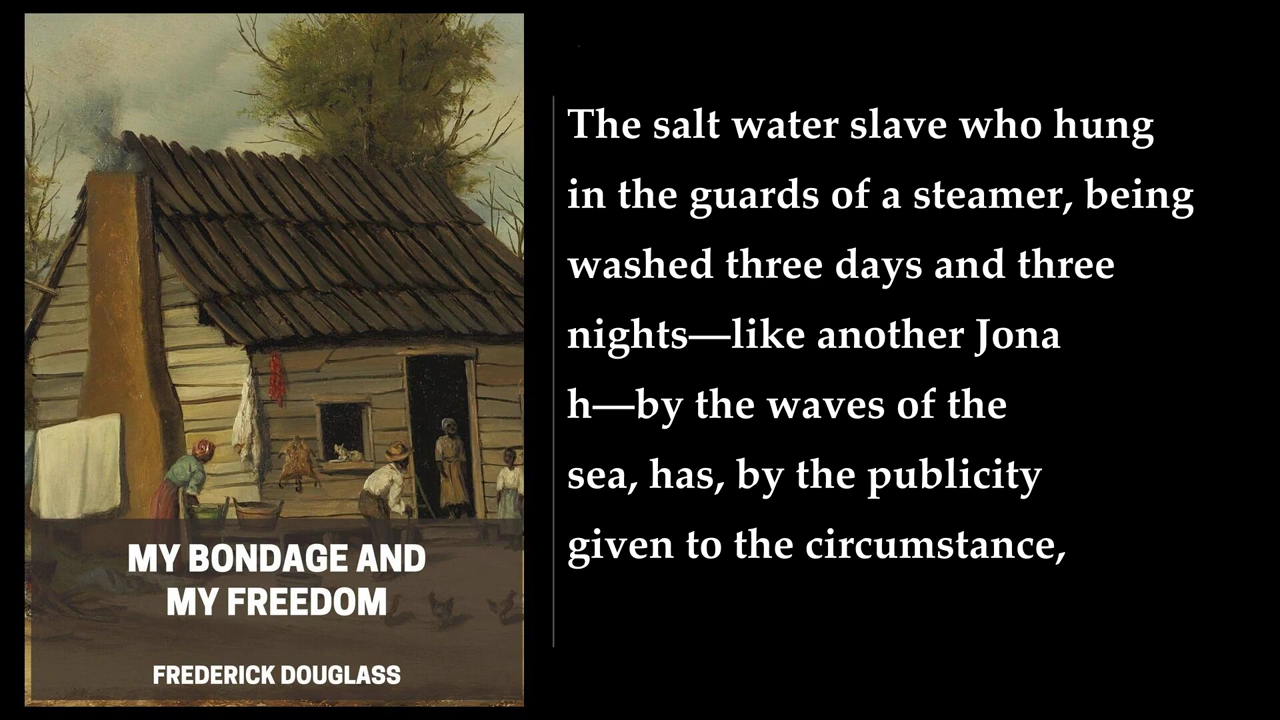 MY BONDAGE AND
MY FREEDOM
FREDERICK DOUGLASS
The salt water slave who hung
in the guards of a steamer, being
washed three days and three
nights—like another Jona
h—by the waves of the
sea, has, by the publicity
given to the circumstance,